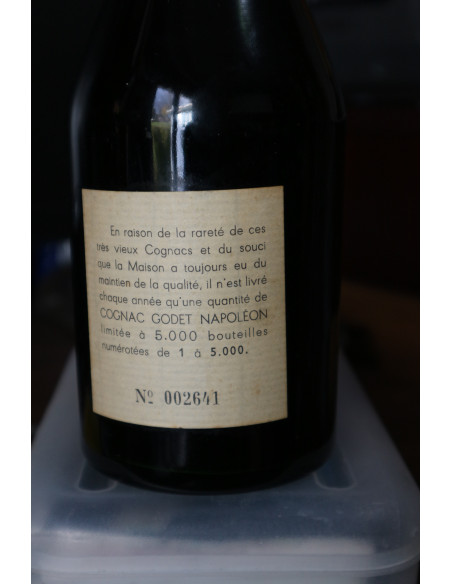 En raison de la rareté de ces
très vieux Cognacs et du souci
que la Maison a toujours eu du
maintien de la qualité, il n'est livré
chaque année qu'une quantité de
COGNAC GODET NAPOLÉON
limitée à 5.000 bouteilles
numérotées de 1 à 5.000.
Nº 002641